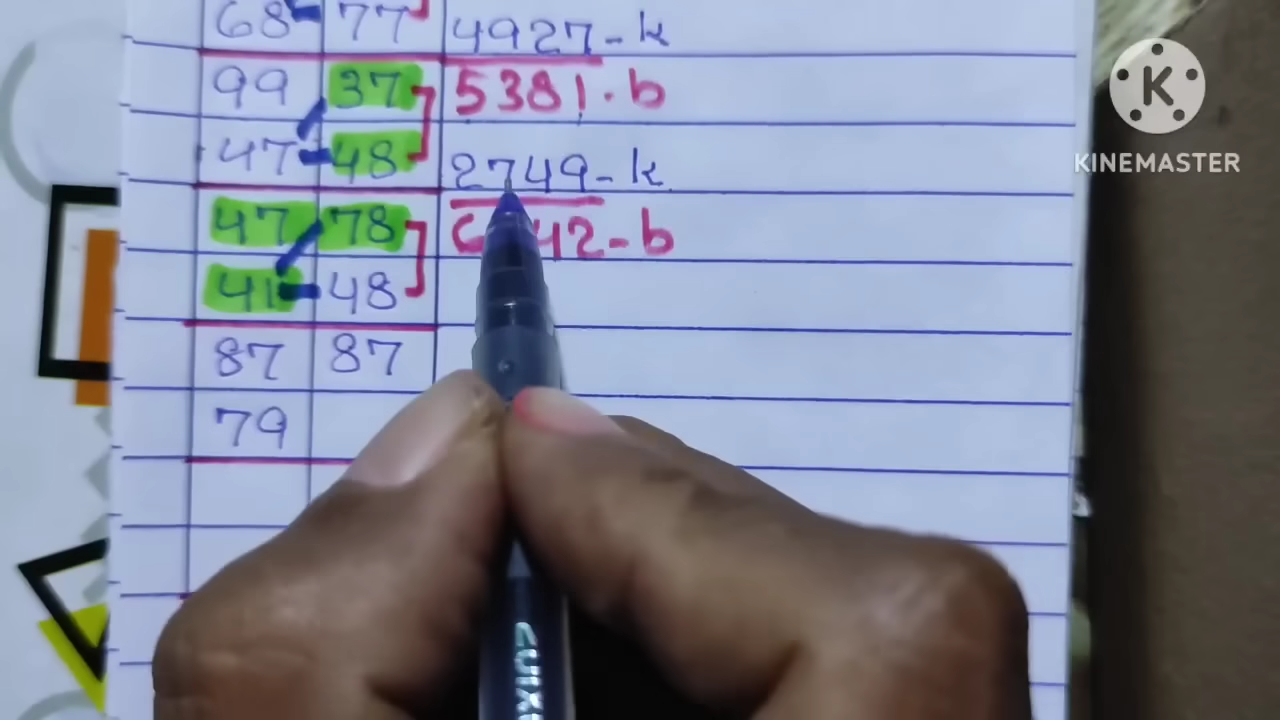 68 77 4927-k
99 37 5381.b
47 48 2749-k
47 78 42-b
41 48
87 87
79
K
KINEMASTER